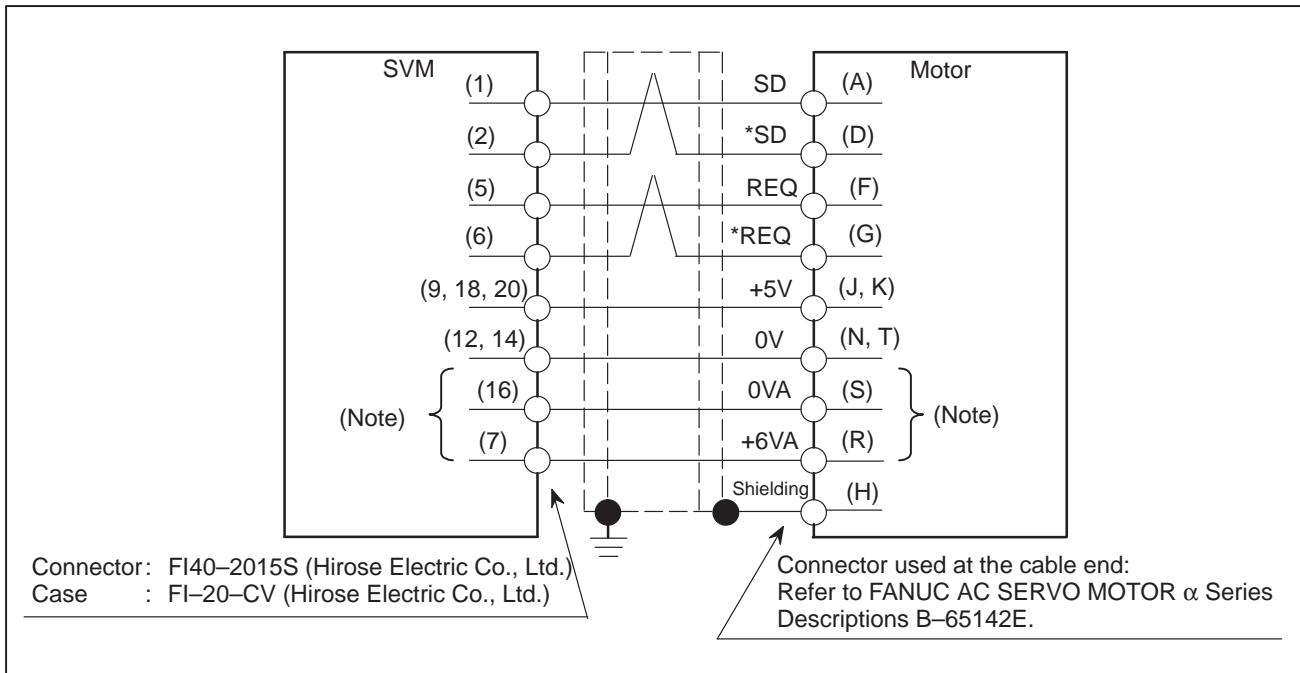 SVM
Motor
(1) SD (A)
(2) *SD (D)
(5) REQ (F)
(6) *REQ (G)
(9, 18, 20) +5V (J, K)
(12, 14) 0V (N, T)
(16) 0VA (S)
(Note) (Note)
(7) +6VA (R)
Shielding (H)
Connector : FI40–2015S (Hirose Electric Co., Ltd.)
Case : FI–20–CV (Hirose Electric Co., Ltd.)
Connector used at the cable end:
Refer to FANUC AC SERVO MOTOR α Series
Descriptions B–65142E.